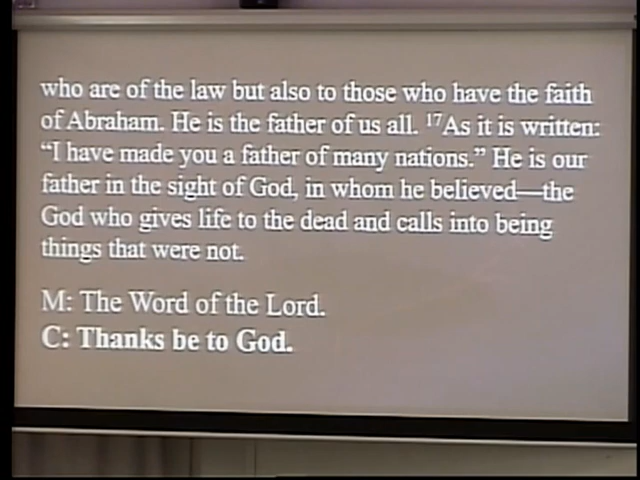 who are of the law but also to those who have the faith
of Abraham. He is the father of us all. ¹⁷As it is written:
“I have made you a father of many nations.” He is our
father in the sight of God, in whom he believed—the
God who gives life to the dead and calls into being
things that were not.
M: The Word of the Lord.
C: Thanks be to God.